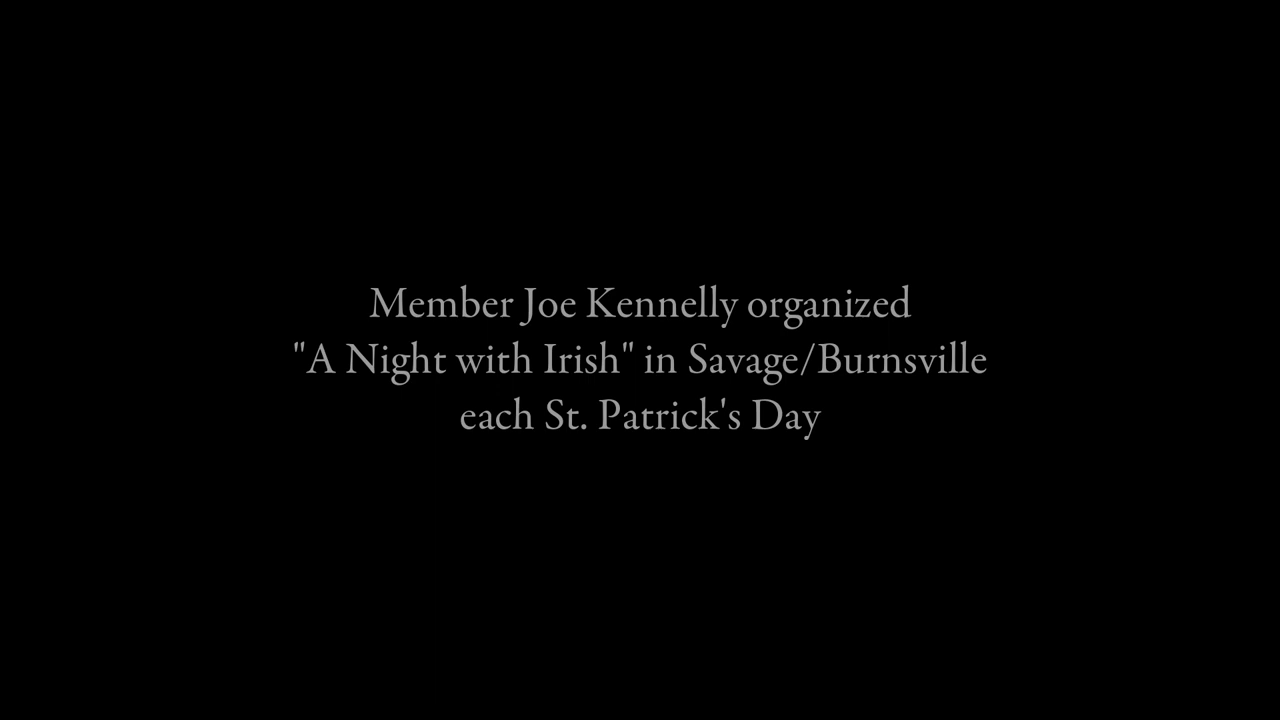 Member Joe Kennelly organized
"A Night with Irish" in Savage/Burnsville
each St. Patrick's Day